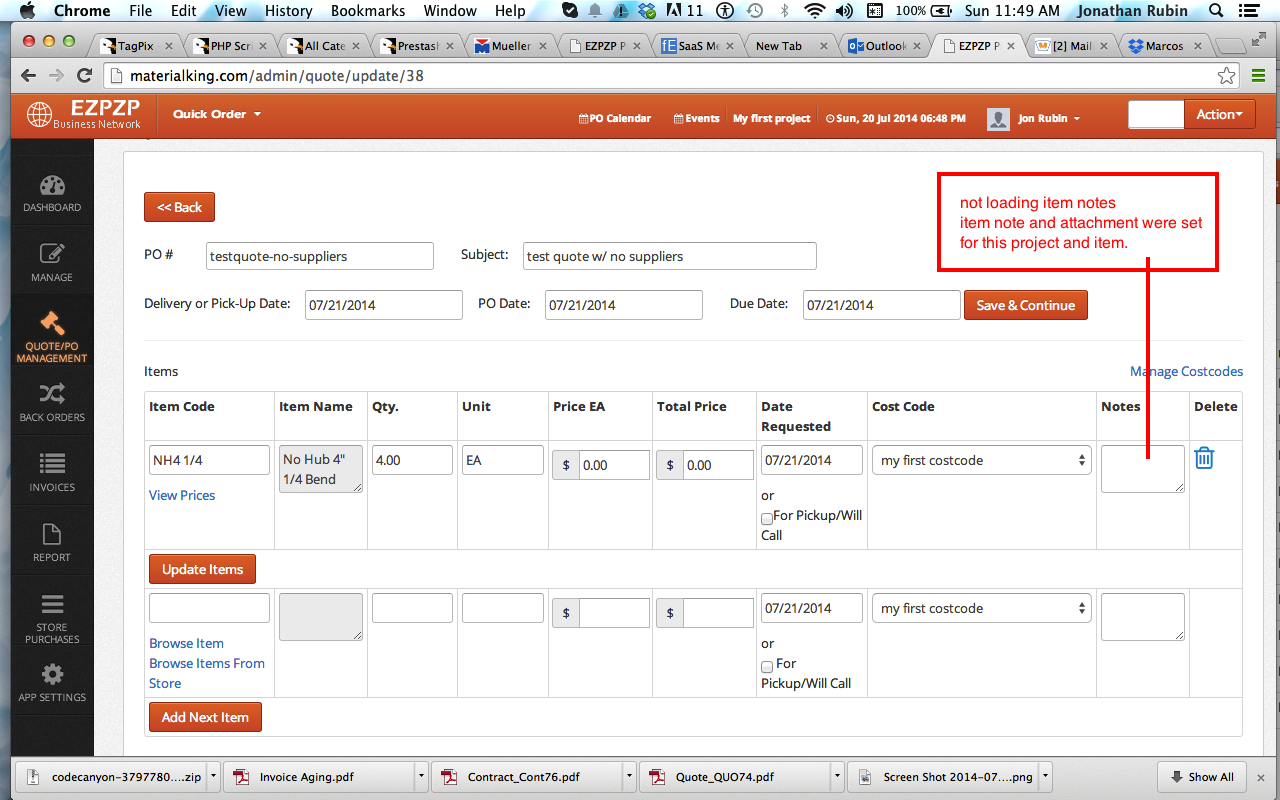 Chrome File Edit View History Bookmarks Window Help 11 100% Sun 11:49 AM Jonathan Rubin
TagPix PHP Scri All Cate Prestash Mueller EZPZP P SaaS Me New Tab Outlook EZPZP P [2] Mail Marcos
materialking.com/admin/quote/update/38
EZPZP
Business Network
Quick Order PO Calendar Events My first project Sun, 20 Jul 2014 06:48 PM Jon Rubin Action
DASHBOARD
MANAGE
QUOTE/PO
MANAGEMENT
BACK ORDERS
INVOICES
REPORT
STORE
PURCHASES
APP SETTINGS
<< Back
not loading item notes
item note and attachment were set
for this project and item.
PO # testquote-no-suppliers Subject: test quote w/ no suppliers
Delivery or Pick-Up Date: 07/21/2014 PO Date: 07/21/2014 Due Date: 07/21/2014 Save & Continue
Items Manage Costcodes
Item Code Item Name Qty. Unit Price EA Total Price Date Requested Cost Code Notes Delete
NH4 1/4 No Hub 4" 1/4 Bend 4.00 EA $ 0.00 $ 0.00 07/21/2014 my first costcode
View Prices
or
For Pickup/Will
Call
Update Items
$ $ 07/21/2014 my first costcode
Browse Item
Browse Items From
Store
or
For
Pickup/Will Call
Add Next Item
codecanyon-3797780....zip Invoice Aging.pdf Contract_Cont76.pdf Quote_QUO74.pdf Screen Shot 2014-07....png Show All